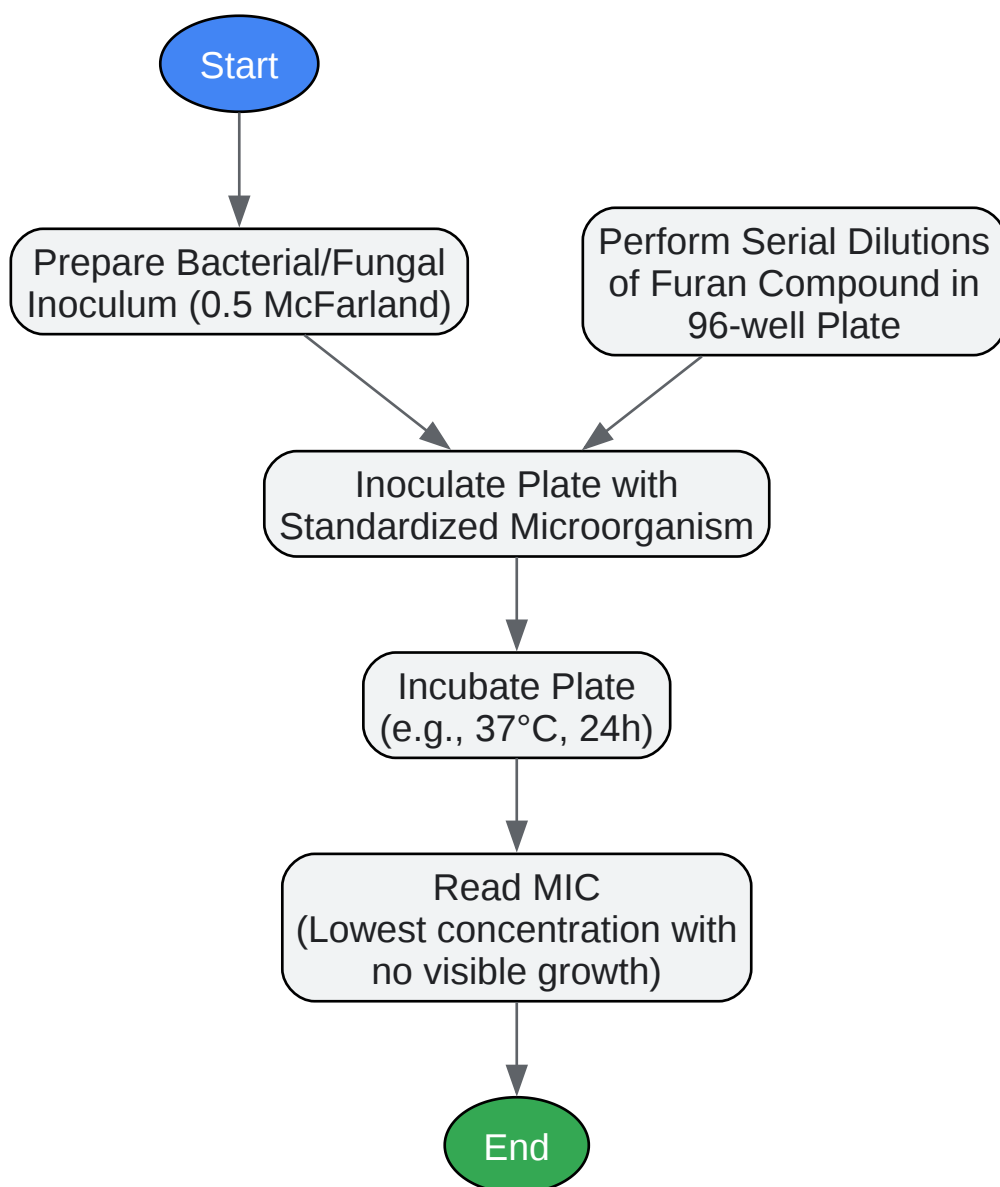 Start
Prepare Bacterial/Fungal
Inoculum (0.5 McFarland)
Perform Serial Dilutions
of Furan Compound in
96-well Plate
Inoculate Plate with
Standardized Microorganism
Incubate Plate
(e.g., 37°C, 24h)
Read MIC
(Lowest concentration with
no visible growth)
End